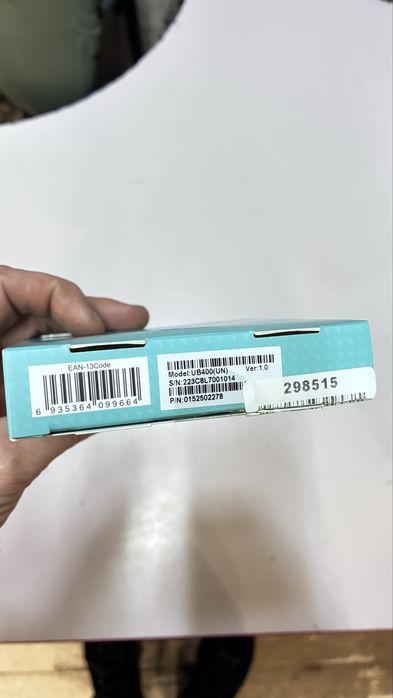 EAN-13Code
6 935364 099664
Model:UB400(UN) Ver:1.0
S/N:223C8L7001014
P/N:0152502278
298515